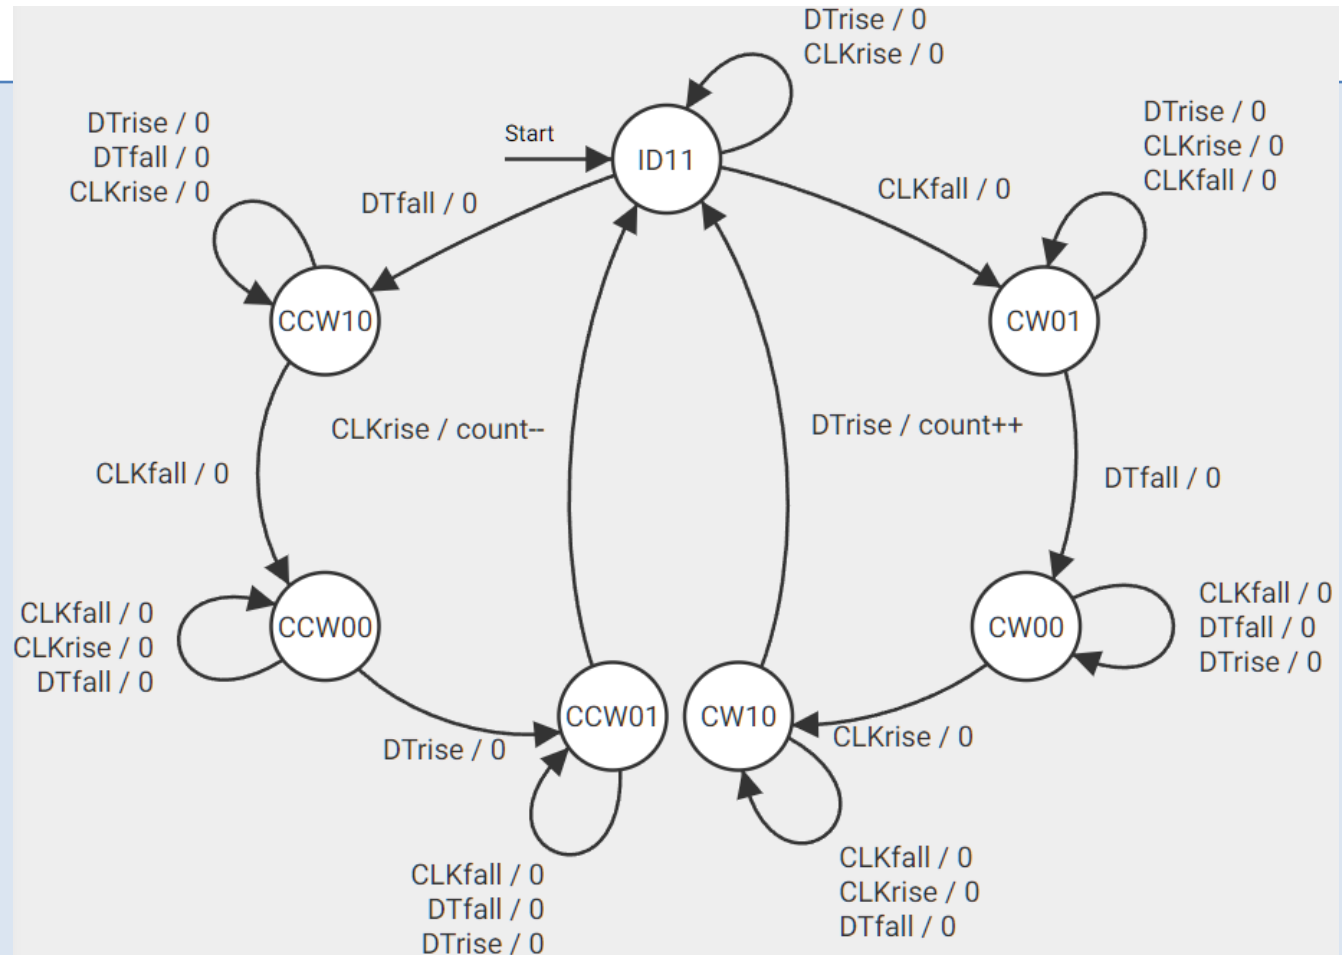 DTrise / 0
CLKrise / 0
DTrise / 0
DTfall / 0
CLKrise / 0
Start
ID11
DTrise / 0
CLKrise / 0
CLKfall / 0
DTfall / 0
CLKfall / 0
CCW10
CW01
CLKrise / count--
DTrise / count++
CLKfall / 0
DTfall / 0
CLKfall / 0
CLKrise / 0
DTfall / 0
CCW00
CW00
CLKfall / 0
DTfall / 0
DTrise / 0
CCW01
CW10
DTrise / 0
CLKrise / 0
CLKfall / 0
DTfall / 0
DTrise / 0
CLKfall / 0
CLKrise / 0
DTfall / 0